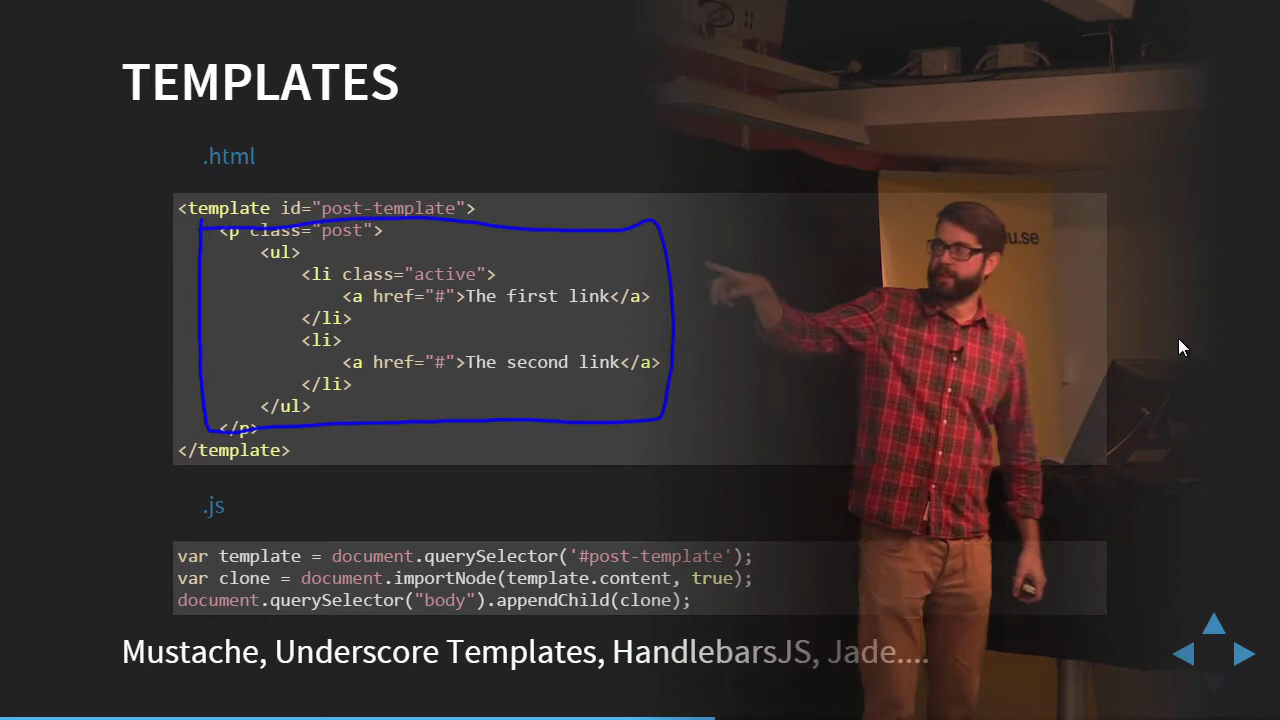 TEMPLATES
.html
<template id="post-template">
    <p class="post">
        <ul>
            <li class="active">
                <a href="#">The first link</a>
            </li>
            <li>
                <a href="#">The second link</a>
            </li>
        </ul>
    </p>
</template>
u.se
.js
var template = document.querySelector('#post-template');
var clone = document.importNode(template.content, true);
document.querySelector("body").appendChild(clone);
Mustache, Underscore Templates, HandlebarsJS, Jade....